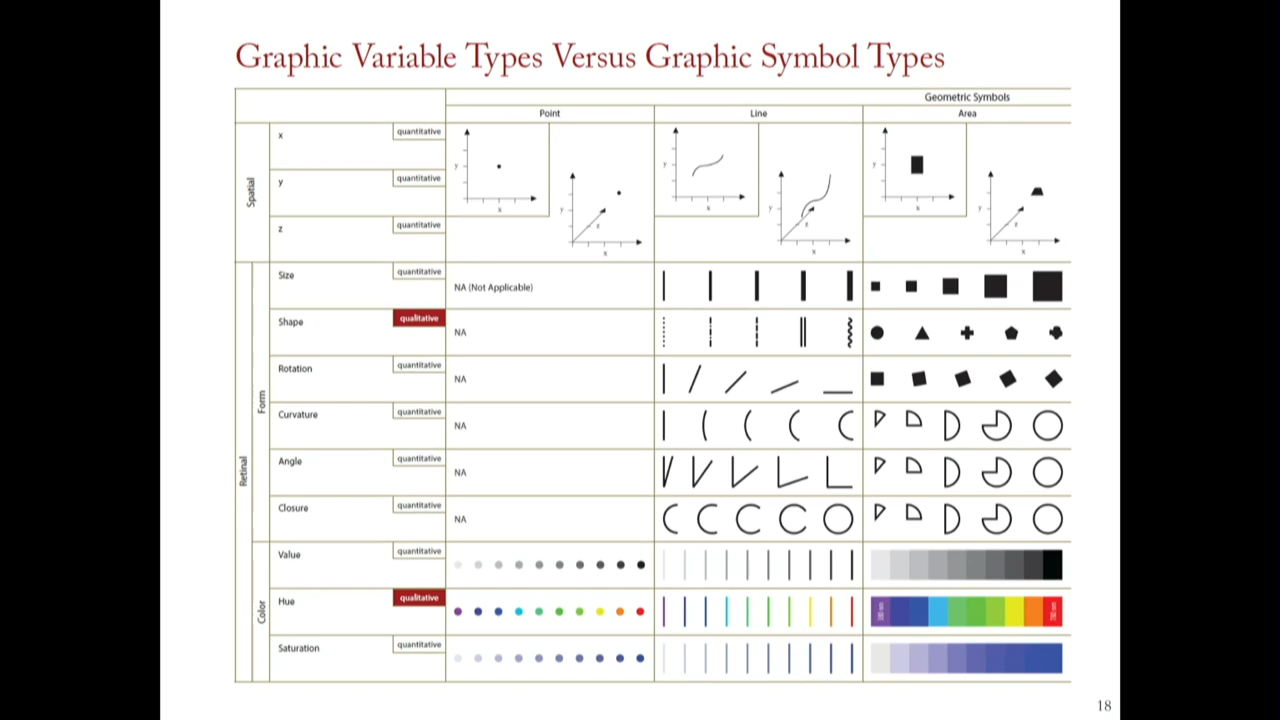 Graphic Variable Types Versus Graphic Symbol Types
Geometric Symbols
Point Line Area
Spatial
x quantitative
y quantitative
z quantitative
y
x
y
z
x
y
x
y
z
x
y
x
y
z
x
Retinal
Form
Size quantitative NA (Not Applicable)
Shape qualitative NA
Rotation quantitative NA
Curvature quantitative NA
Angle quantitative NA
Closure quantitative NA
Color
Value quantitative
Hue qualitative
Saturation quantitative
18